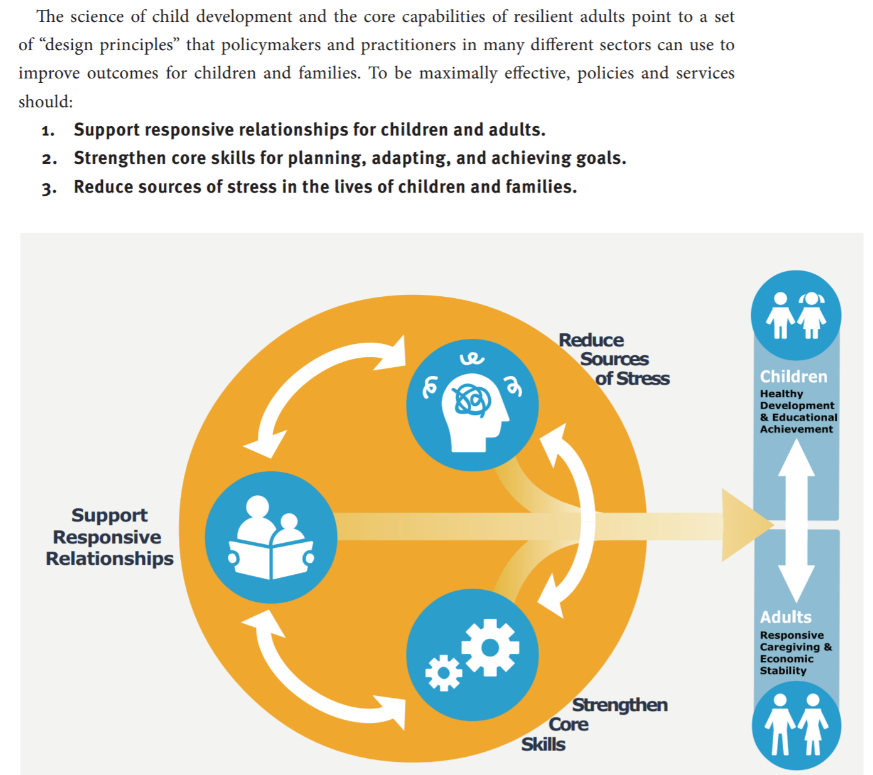 The science of child development and the core capabilities of resilient adults point to a set
of “design principles” that policymakers and practitioners in many different sectors can use to
improve outcomes for children and families. To be maximally effective, policies and services
should:
1. Support responsive relationships for children and adults.
2. Strengthen core skills for planning, adapting, and achieving goals.
3. Reduce sources of stress in the lives of children and families.
Reduce
Sources
of Stress
Support
Responsive
Relationships
Strengthen
Core
Skills
Children
Healthy
Development
& Educational
Achievement
Adults
Responsive
Caregiving &
Economic
Stability